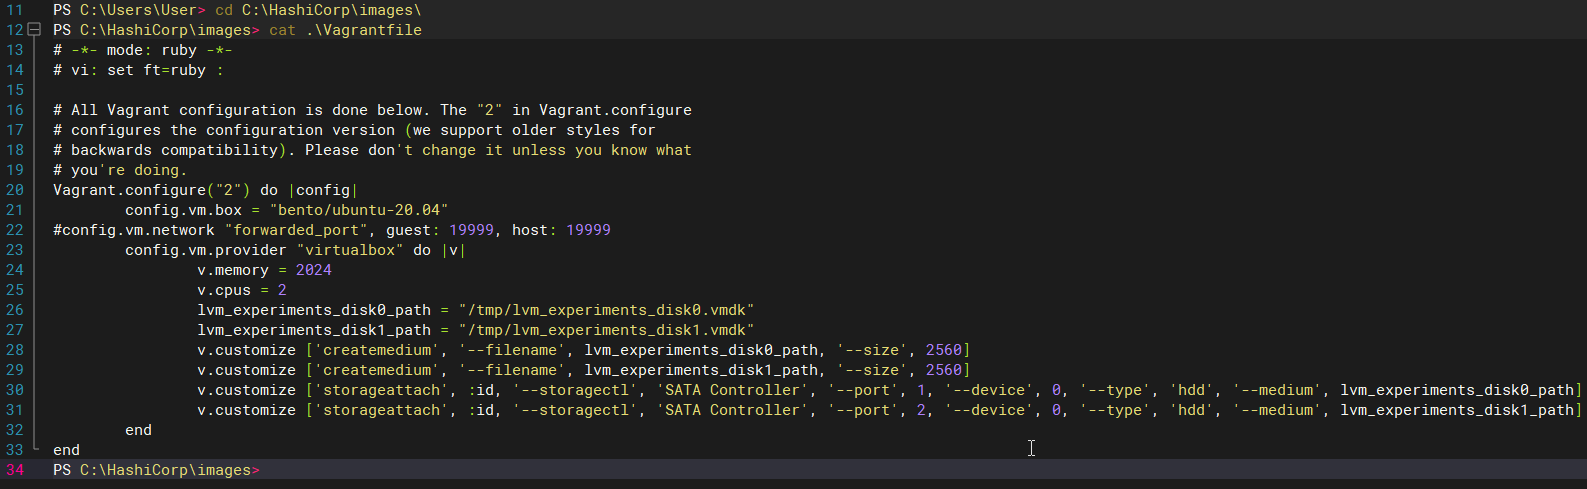 11 PS C:\Users\User> cd C:\HashiCorp\images\
12 PS C:\HashiCorp\images> cat .\Vagrantfile
13 # -*- mode: ruby -*-
14 # vi: set ft=ruby :
15
16 # All Vagrant configuration is done below. The "2" in Vagrant.configure
17 # configures the configuration version (we support older styles for
18 # backwards compatibility). Please don't change it unless you know what
19 # you're doing.
20 Vagrant.configure("2") do |config|
21         config.vm.box = "bento/ubuntu-20.04"
22 #config.vm.network "forwarded_port", guest: 19999, host: 19999
23         config.vm.provider "virtualbox" do |v|
24                 v.memory = 2024
25                 v.cpus = 2
26                 lvm_experiments_disk0_path = "/tmp/lvm_experiments_disk0.vmdk"
27                 lvm_experiments_disk1_path = "/tmp/lvm_experiments_disk1.vmdk"
28                 v.customize ['createmedium', '--filename', lvm_experiments_disk0_path, '--size', 2560]
29                 v.customize ['createmedium', '--filename', lvm_experiments_disk1_path, '--size', 2560]
30                 v.customize ['storageattach', :id, '--storagectl', 'SATA Controller', '--port', 1, '--device', 0, '--type', 'hdd', '--medium', lvm_experiments_disk0_path]
31                 v.customize ['storageattach', :id, '--storagectl', 'SATA Controller', '--port', 2, '--device', 0, '--type', 'hdd', '--medium', lvm_experiments_disk1_path]
32         end
33 end
34 PS C:\HashiCorp\images>